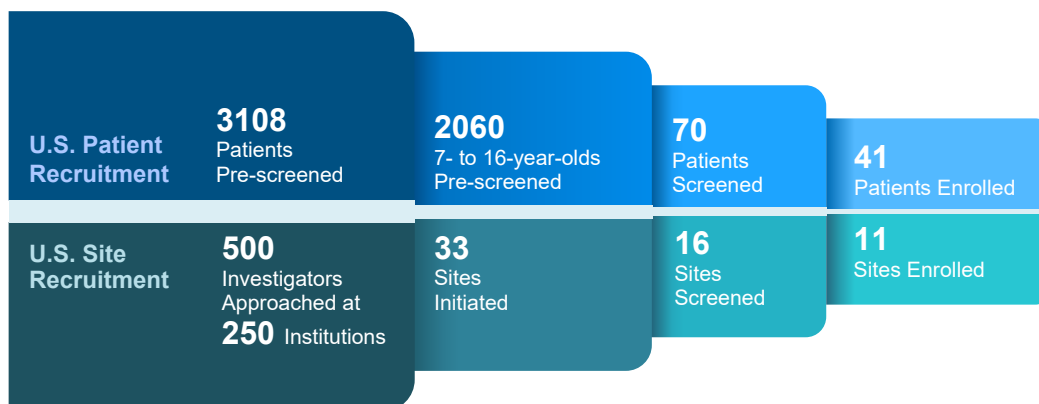 U.S. Patient
Recruitment
3108
Patients
Pre-screened
2060
7- to 16-year-olds
Pre-screened
70
Patients
Screened
41
Patients Enrolled
U.S. Site
Recruitment
500
Investigators
Approached at
250 Institutions
33
Sites
Initiated
16
Sites
Screened
11
Sites Enrolled